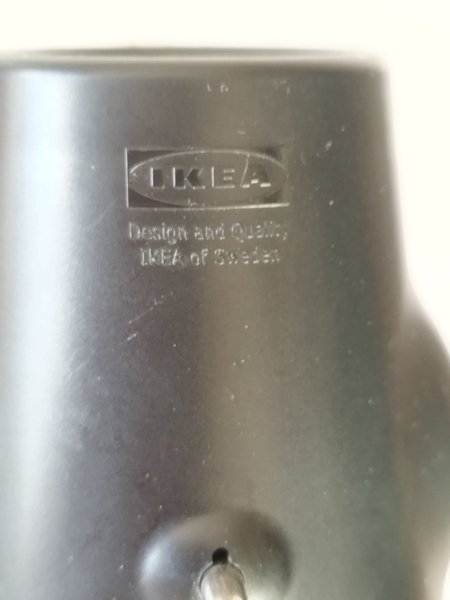 IKEA
Design and Quality
IKEA of Sweden